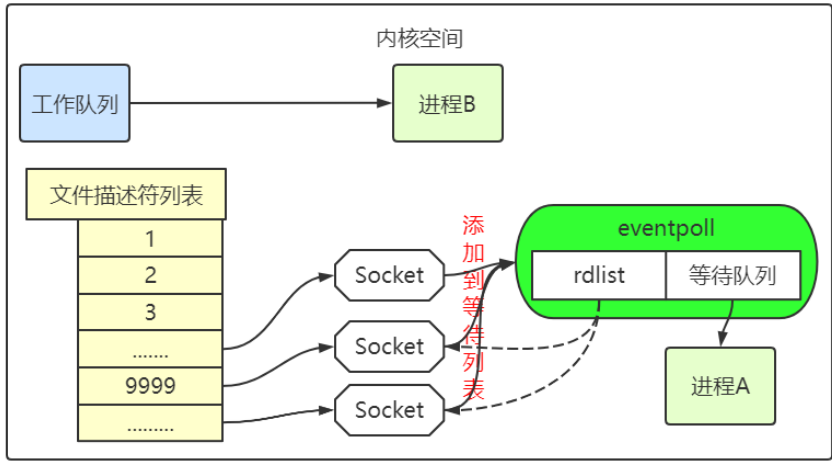 内核空间
工作队列
进程B
文件描述符列表
1
2
3
.......
9999
.........
Socket
Socket
Socket
添加到等待列表
eventpoll
rdlist
等待队列
进程A